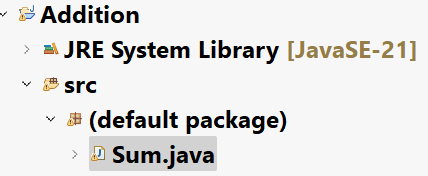 Addition
JRE System Library [JavaSE-21]
src
(default package)
Sum.java